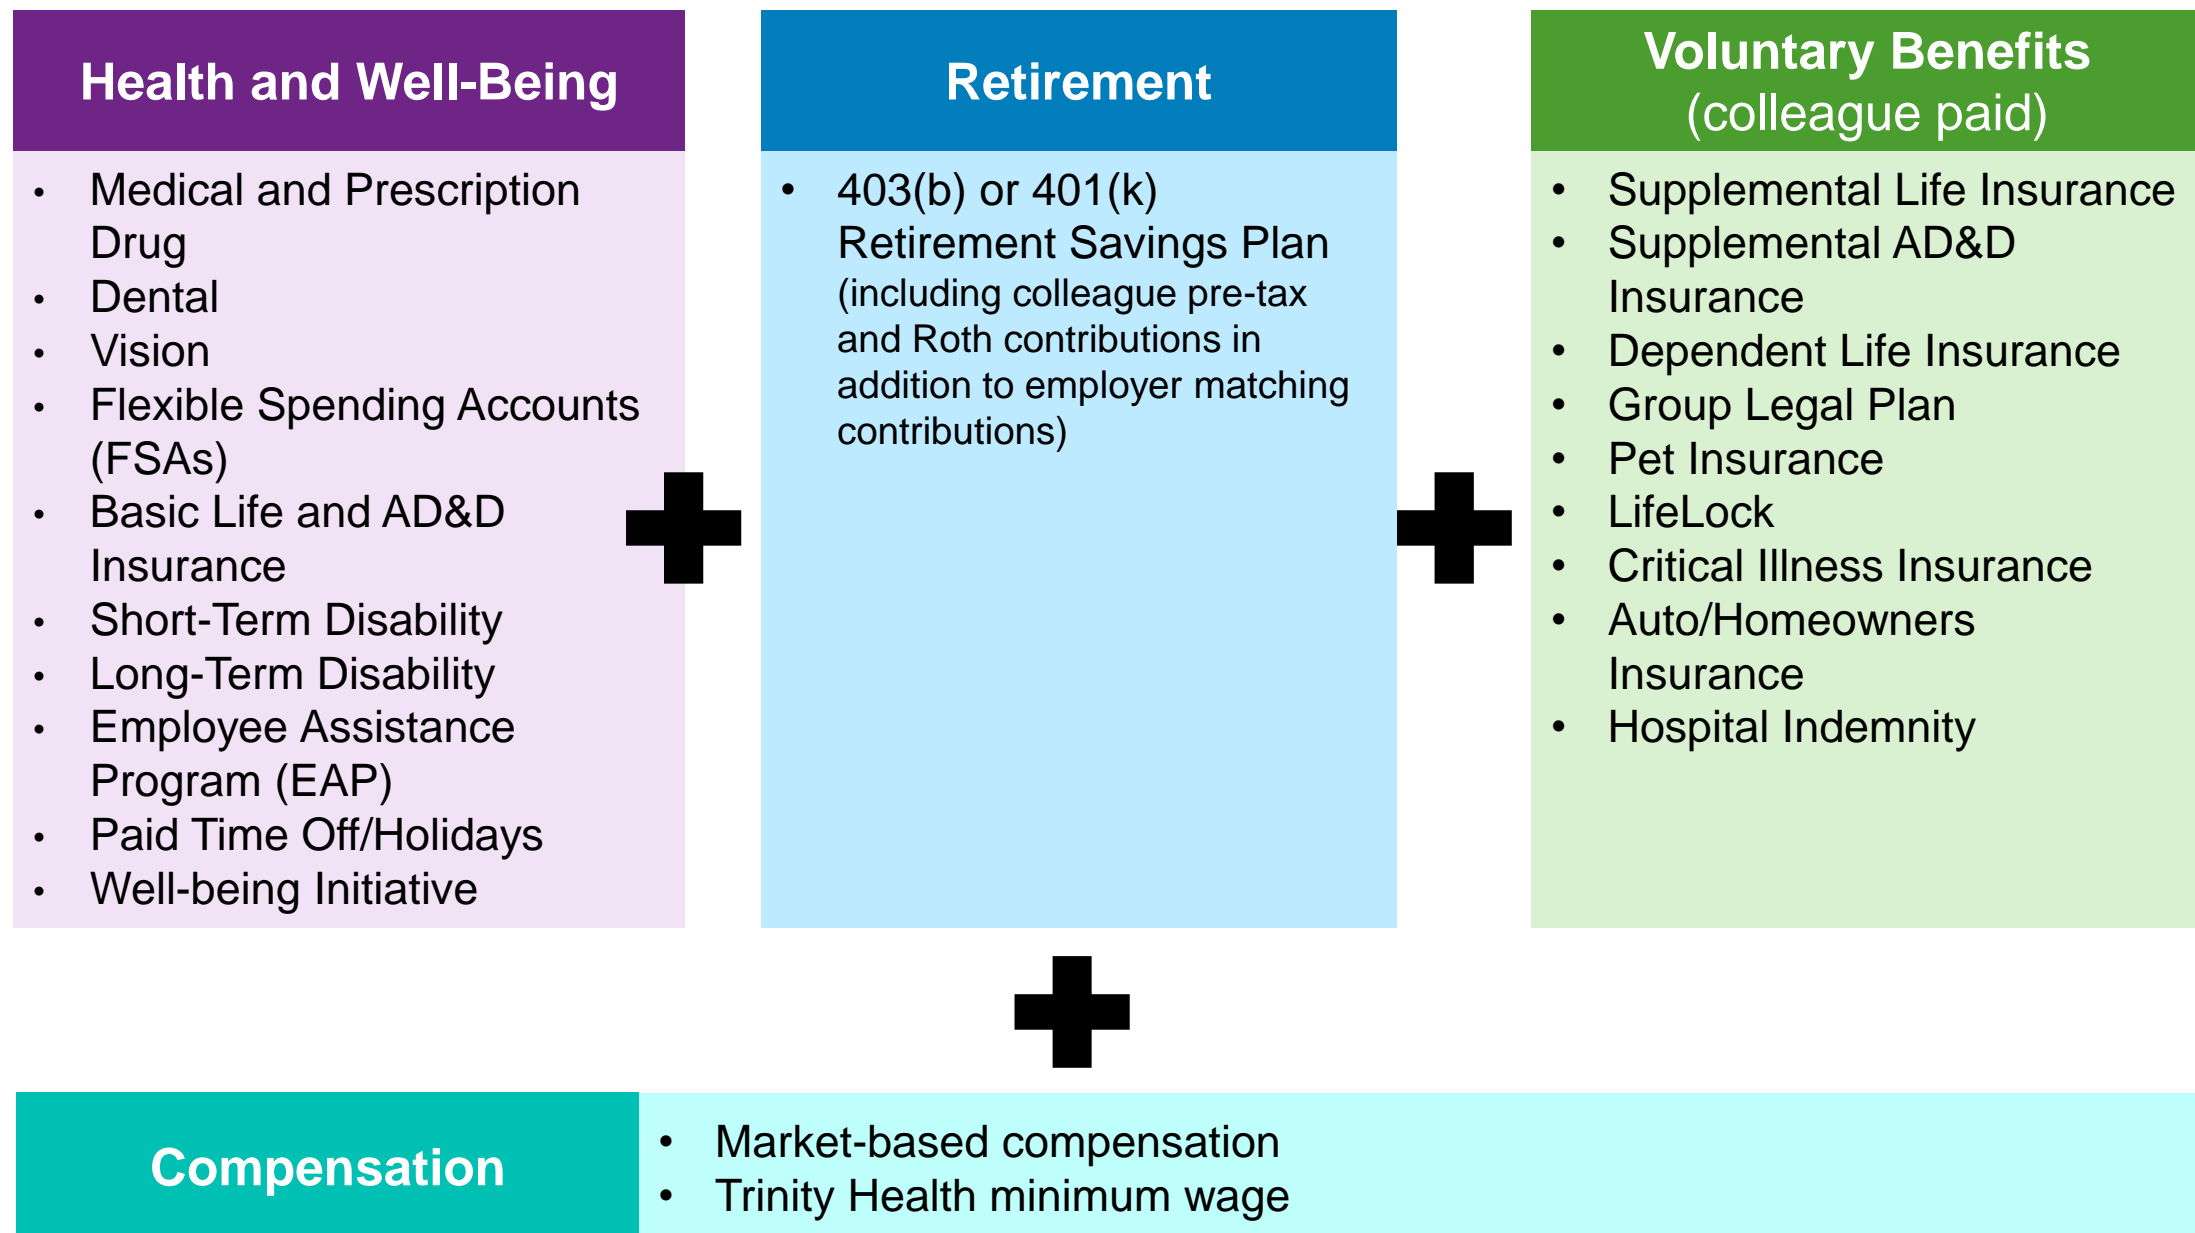 Health and Well-Being
• Medical and Prescription
Drug
• Dental
• Vision
• Flexible Spending Accounts
(FSAs)
• Basic Life and AD&D
Insurance
• Short-Term Disability
• Long-Term Disability
• Employee Assistance
Program (EAP)
• Paid Time Off/Holidays
• Well-being Initiative
Retirement
• 403(b) or 401(k)
Retirement Savings Plan
(including colleague pre-tax
and Roth contributions in
addition to employer matching
contributions)
Voluntary Benefits
(colleague paid)
• Supplemental Life Insurance
• Supplemental AD&D
Insurance
• Dependent Life Insurance
• Group Legal Plan
• Pet Insurance
• LifeLock
• Critical Illness Insurance
• Auto/Homeowners
Insurance
• Hospital Indemnity
Compensation
• Market-based compensation
• Trinity Health minimum wage